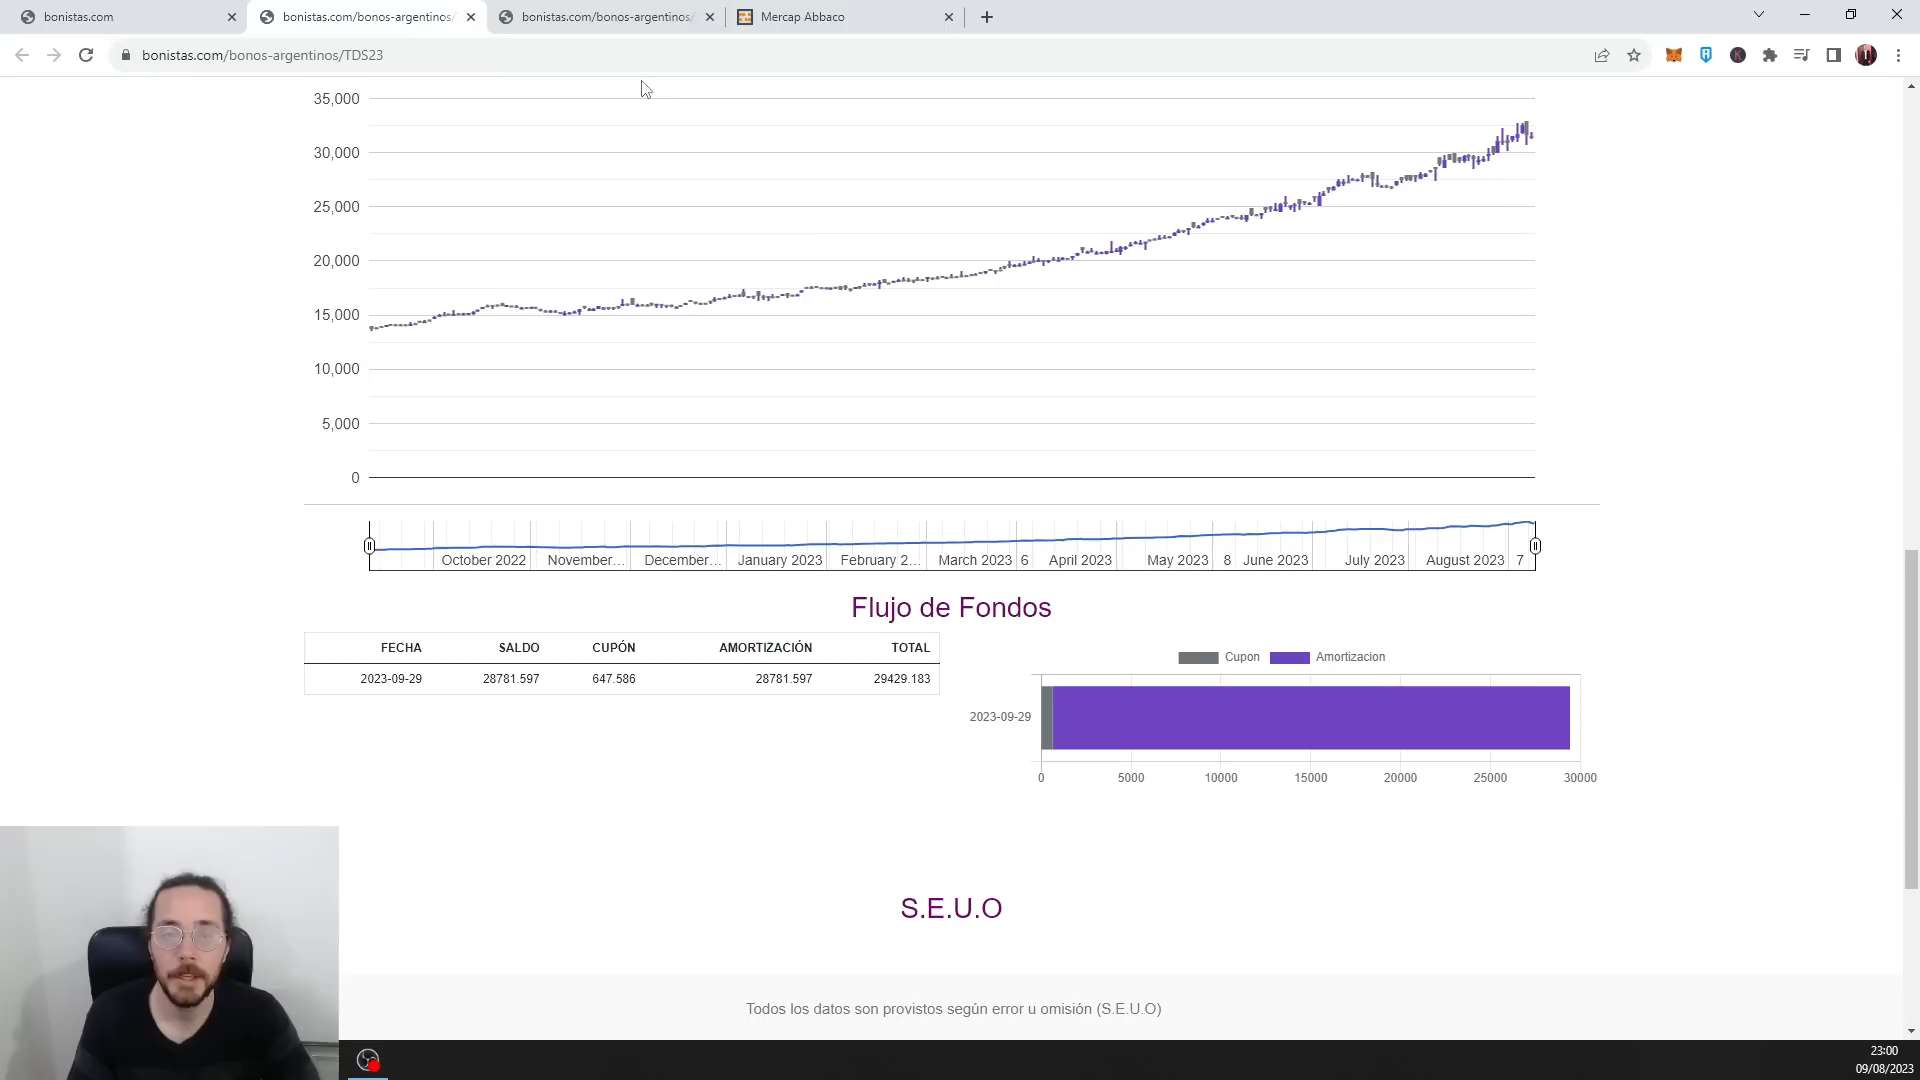 bonistas.com
bonistas.com/bonos-argentinos/
bonistas.com/bonos-argentinos/
Mercap Abbaco
bonistas.com/bonos-argentinos/TDS23
35,000
30,000
25,000
20,000
15,000
10,000
5,000
0
October 2022 November... December... January 2023 February 2... March 2023 6 April 2023 May 2023 8 June 2023 July 2023 August 2023 7
Flujo de Fondos
FECHA SALDO CUPÓN AMORTIZACIÓN TOTAL
2023-09-29 28781.597 647.586 28781.597 29429.183
Cupon Amortizacion
2023-09-29
0 5000 10000 15000 20000 25000 30000
S.E.U.O
Todos los datos son provistos según error u omisión (S.E.U.O)
23:00
09/08/2023